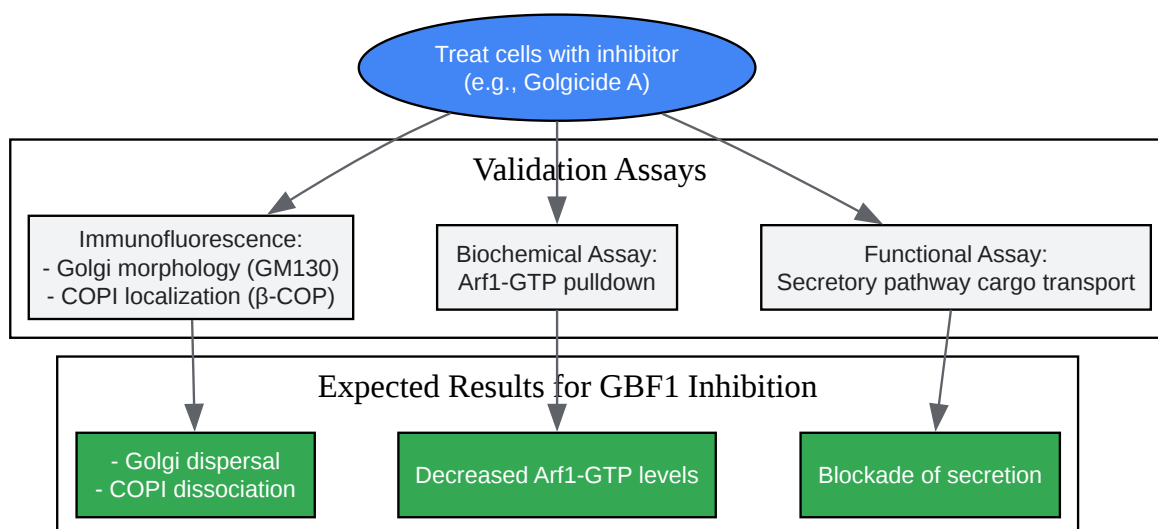 Treat cells with inhibitor
(e.g., Golgicide A)
Validation Assays
Immunofluorescence:
- Golgi morphology (GM130)
- COPI localization (β-COP)
Biochemical Assay:
Arf1-GTP pulldown
Functional Assay:
Secretory pathway cargo transport
Expected Results for GBF1 Inhibition
- Golgi dispersal
- COPI dissociation
Decreased Arf1-GTP levels
Blockade of secretion